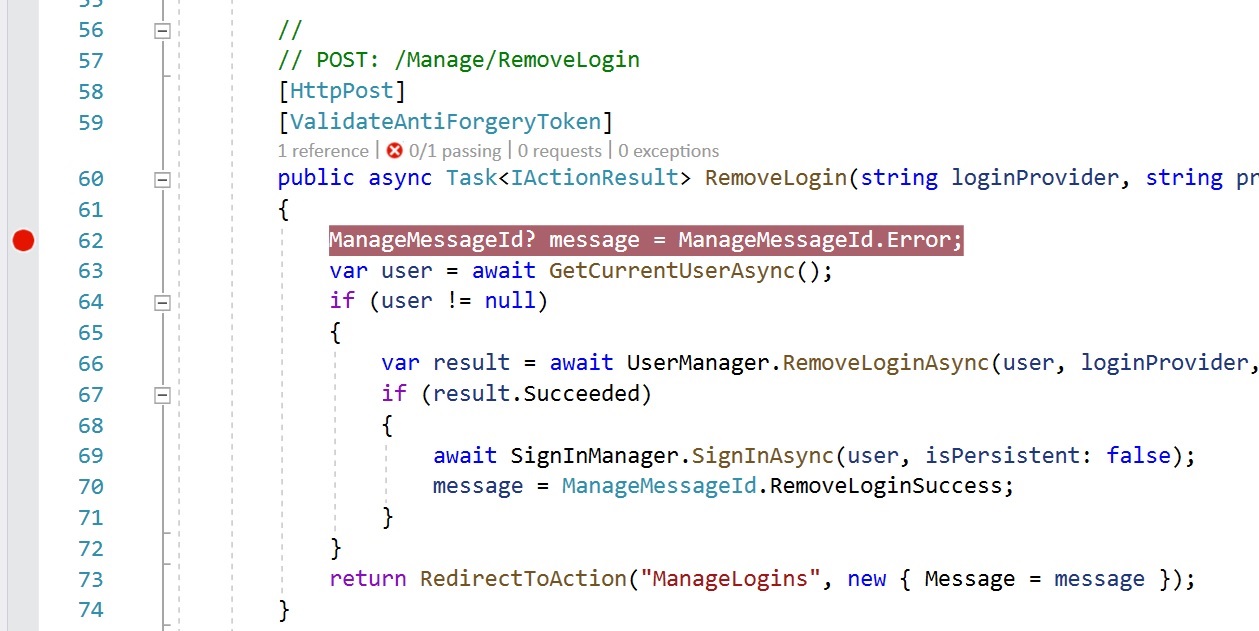 56 //
57 // POST: /Manage/RemoveLogin
58 [HttpPost]
59 [ValidateAntiForgeryToken]
1 reference | 0/1 passing | 0 requests | 0 exceptions
60 public async Task<IActionResult> RemoveLogin(string loginProvider, string pr
61 {
62 ManageMessageId? message = ManageMessageId.Error;
63 var user = await GetCurrentUserAsync();
64 if (user != null)
65 {
66 var result = await UserManager.RemoveLoginAsync(user, loginProvider,
67 if (result.Succeeded)
68 {
69 await SignInManager.SignInAsync(user, isPersistent: false);
70 message = ManageMessageId.RemoveLoginSuccess;
71 }
72 }
73 return RedirectToAction("ManageLogins", new { Message = message });
74 }